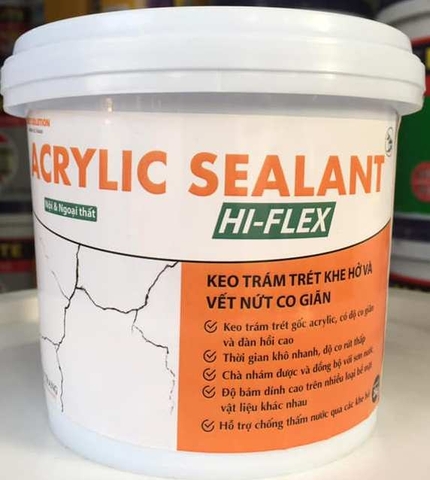 SOLUTION
ACRYLIC SEALANT
Nội & Ngoại thất
HI-FLEX
KEO TRÁM TRÉT KHE HỞ VÀ
VẾT NỨT CO GIÃN
Keo trám trét gốc acrylic, có độ co giãn
và đàn hồi cao
Thời gian khô nhanh, độ co rút thấp
Chà nhám được và đồng bộ với sơn nước
Độ bám dính cao trên nhiều loại bề mặt
vật liệu khác nhau
Hỗ trợ chống thấm nước qua các khe hở